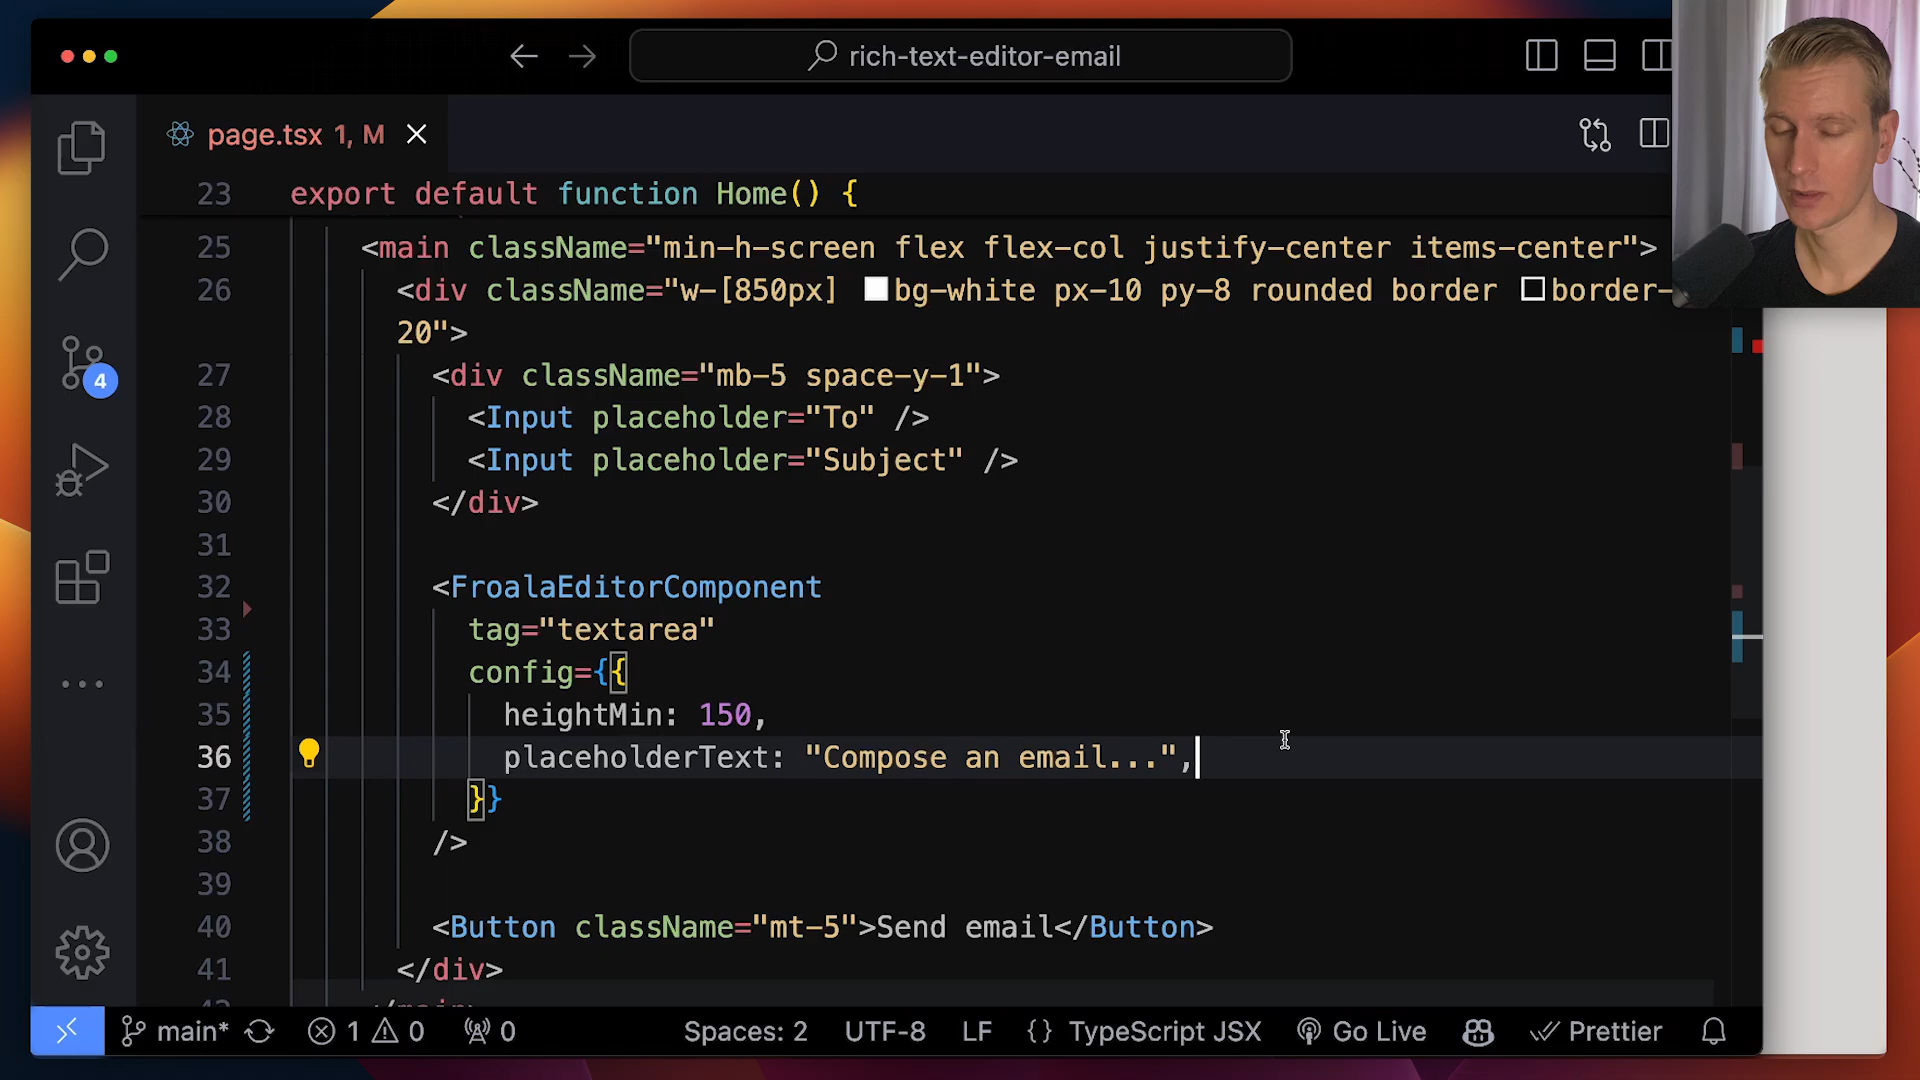 rich-text-editor-email
page.tsx 1, M
23 export default function Home() {
25 <main className="min-h-screen flex flex-col justify-center items-center">
26 <div className="w-[850px] bg-white px-10 py-8 rounded border border-
20">
27 <div className="mb-5 space-y-1">
28 <Input placeholder="To" />
29 <Input placeholder="Subject" />
30 </div>
31
32 <FroalaEditorComponent
33 tag="textarea"
34 config={{
35 heightMin: 150,
36 placeholderText: "Compose an email...",
37 }}
38 />
39
40 <Button className="mt-5">Send email</Button>
41 </div>
4
main* 1 0 0 Spaces: 2 UTF-8 LF {} TypeScript JSX Go Live Prettier